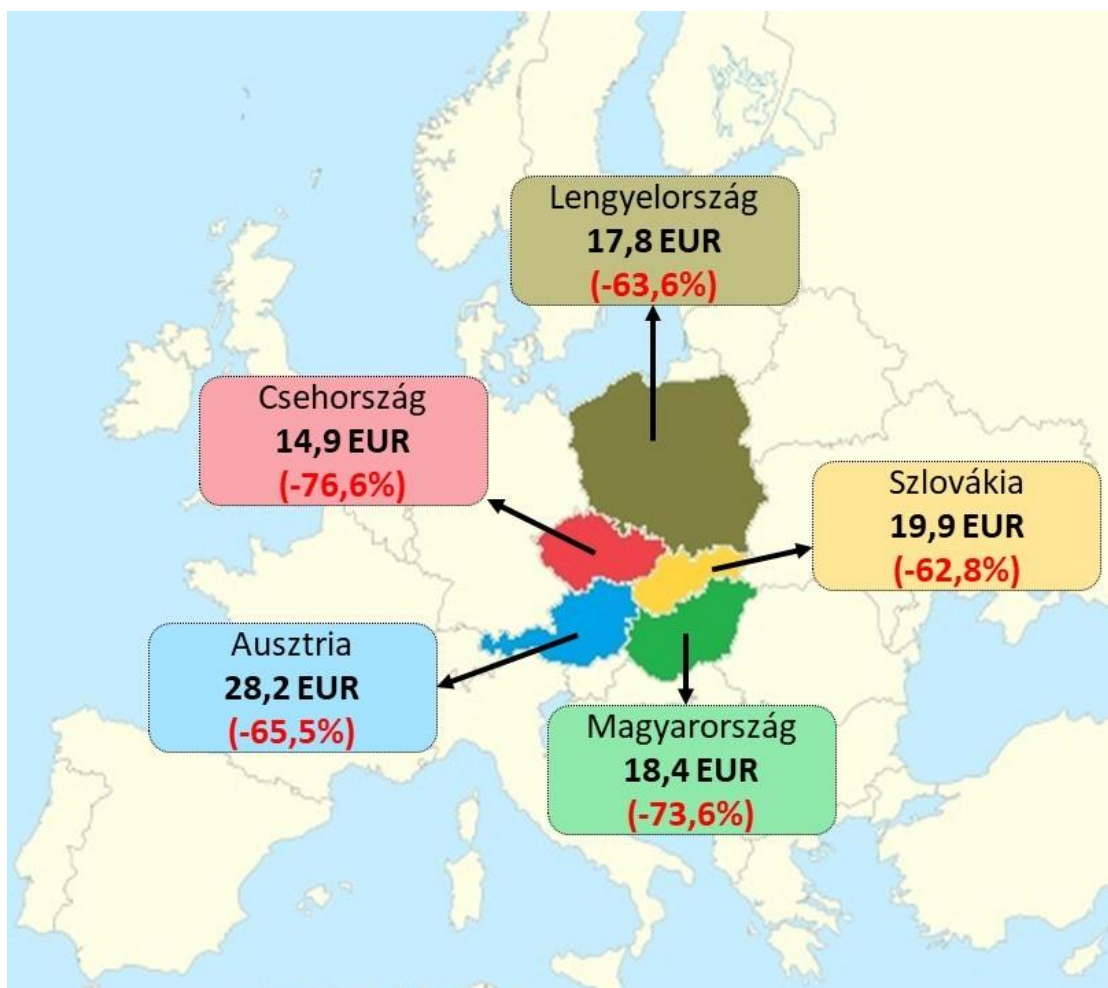 Lengyelország
17,8 EUR
(-63,6%)
Csehország
14,9 EUR
(-76,6%)
Szlovákia
19,9 EUR
(-62,8%)
Ausztria
28,2 EUR
(-65,5%)
Magyarország
18,4 EUR
(-73,6%)